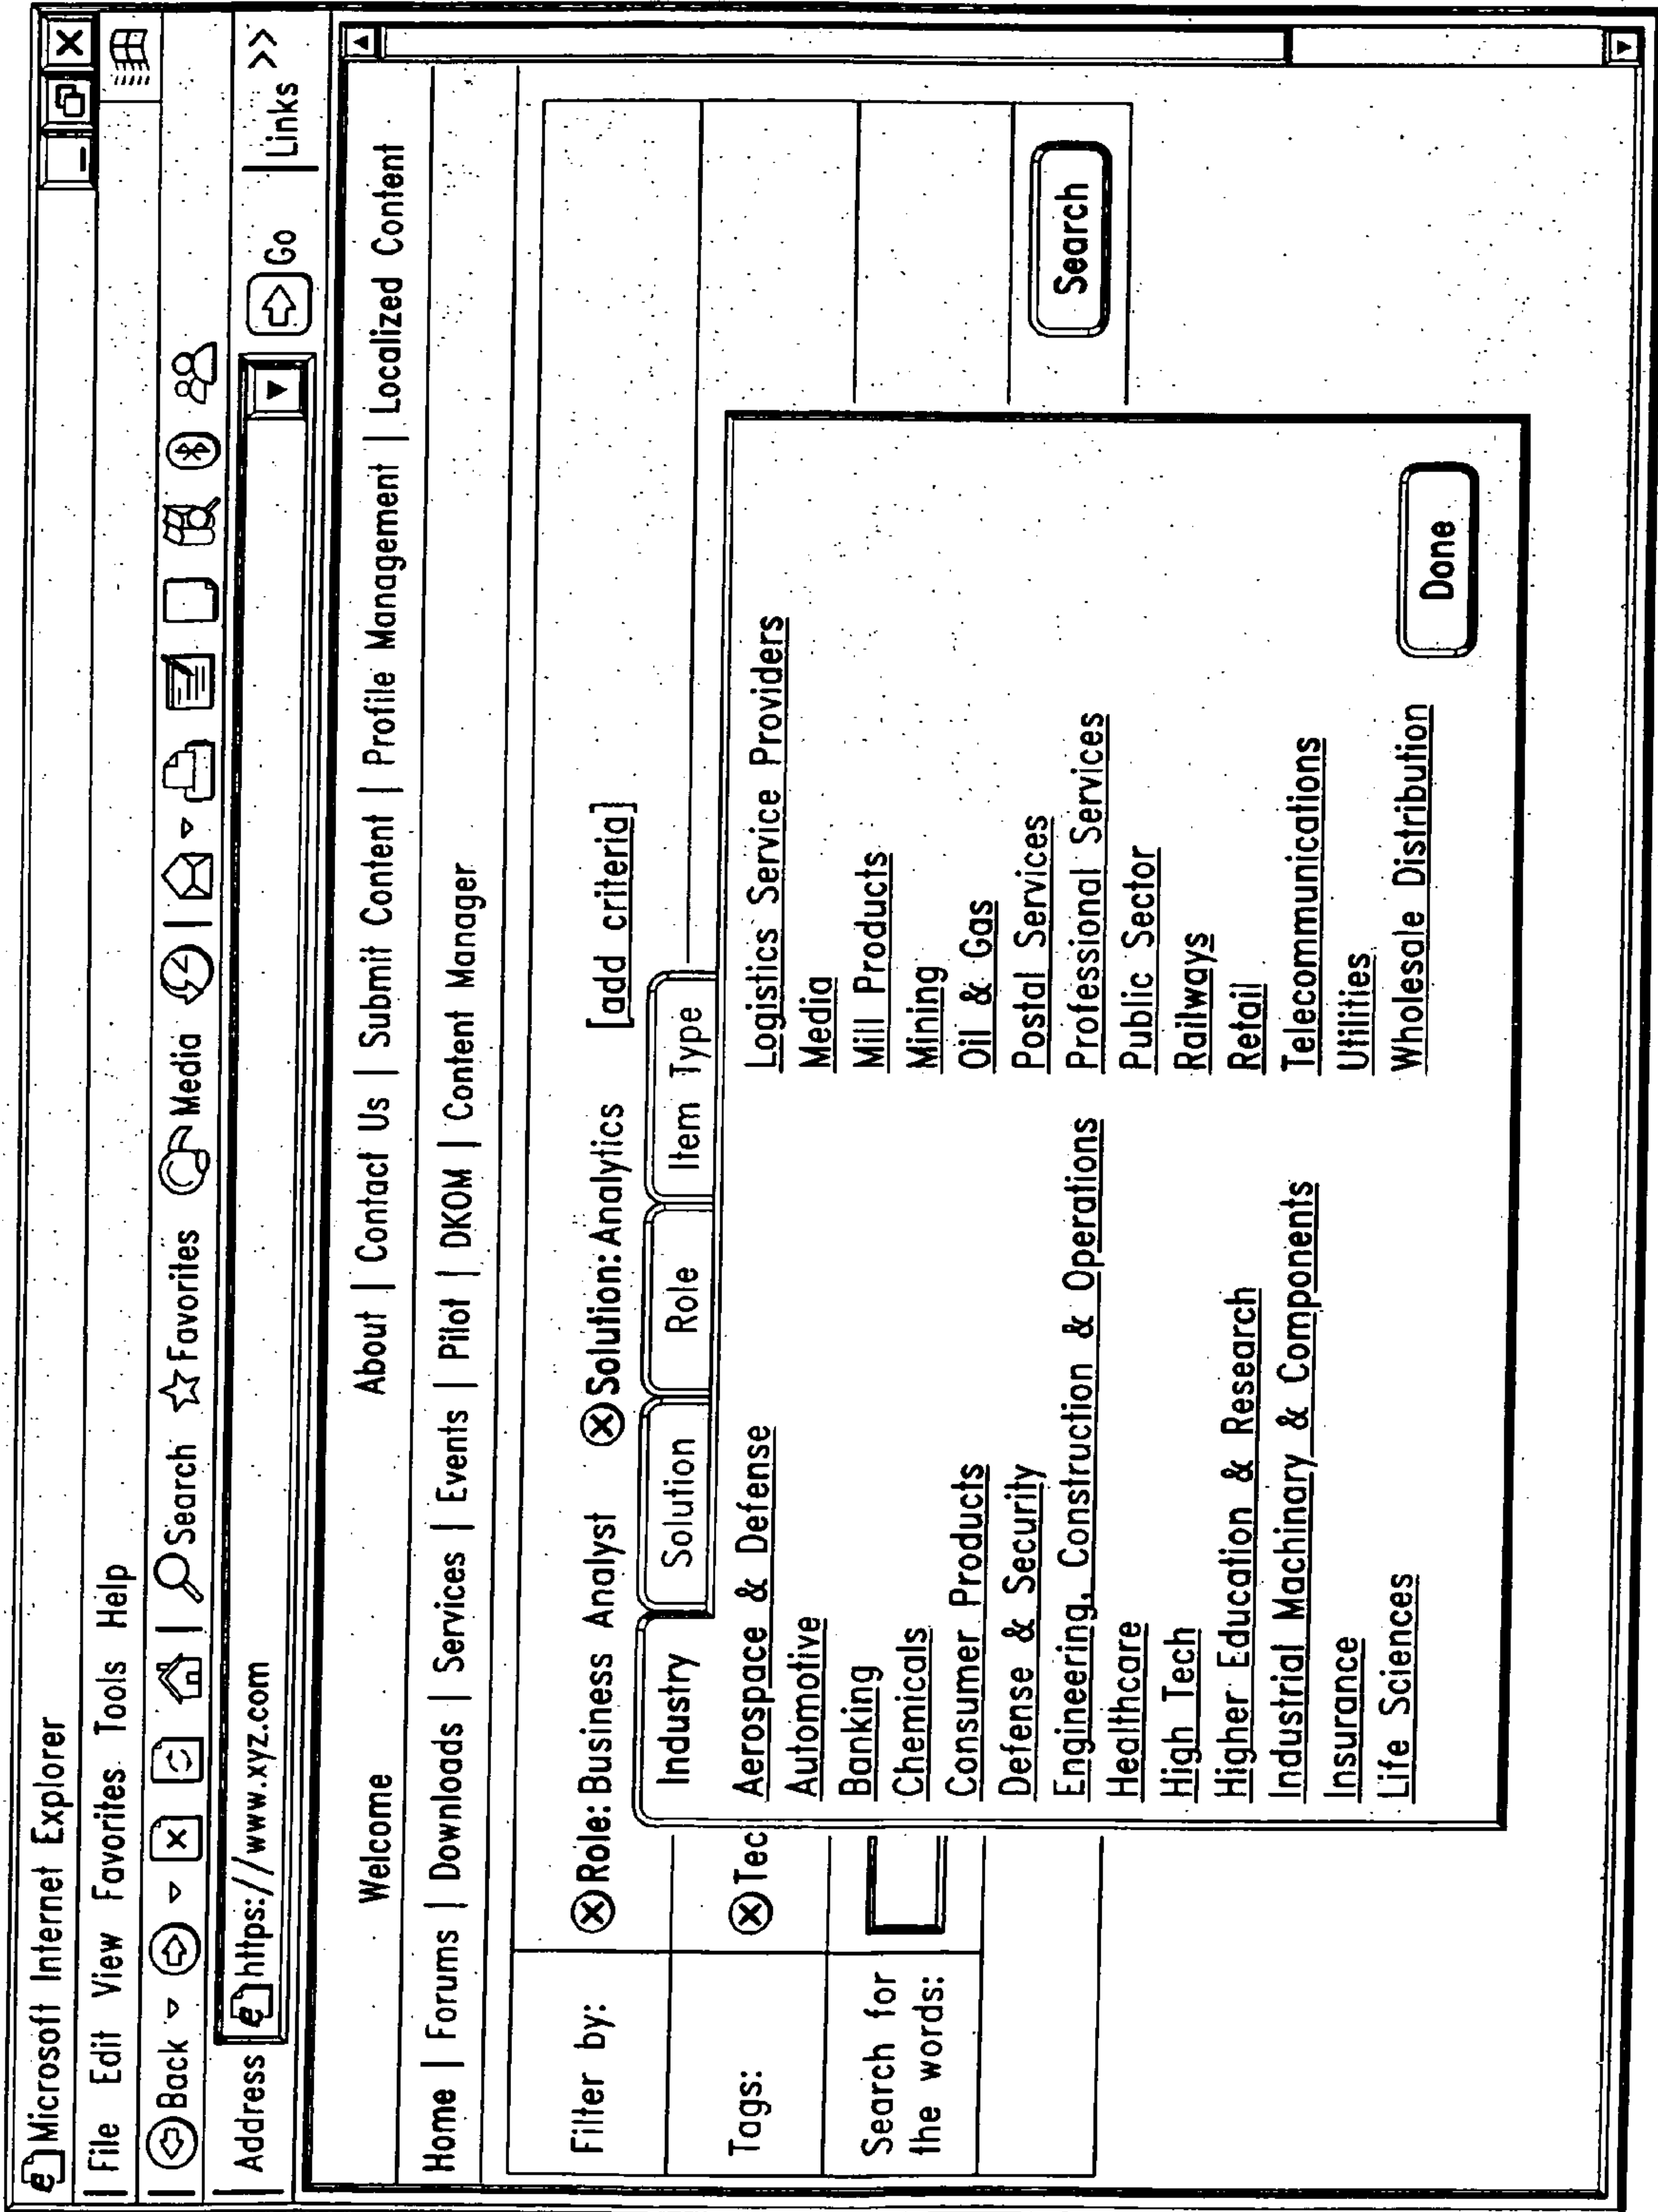 Microsoft Internet Explorer
File Edit View Favorites Tools Help
Back Search Favorites Media
Address https://www.xyz.com Go Links >>
Welcome About | Contact Us | Submit Content | Profile Management | Localized Content
Home | Forums | Downloads | Services | Events | Pilot | DKOM | Content Manager
Filter by: Role: Business Analyst Solution: Analytics [add criteria]
Industry Solution Role Item Type
Tags: Tec
Search for
the words:
Aerospace & Defense
Automotive
Banking
Chemicals
Consumer Products
Defense & Security
Engineering, Construction & Operations
Healthcare
High Tech
Higher Education & Research
Industrial Machinary & Components
Insurance
Life Sciences
Logistics Service Providers
Media
Mill Products
Mining
Oil & Gas
Postal Services
Professional Services
Public Sector
Railways
Retail
Telecommunications
Utilities
Wholesale Distribution
Done
Search